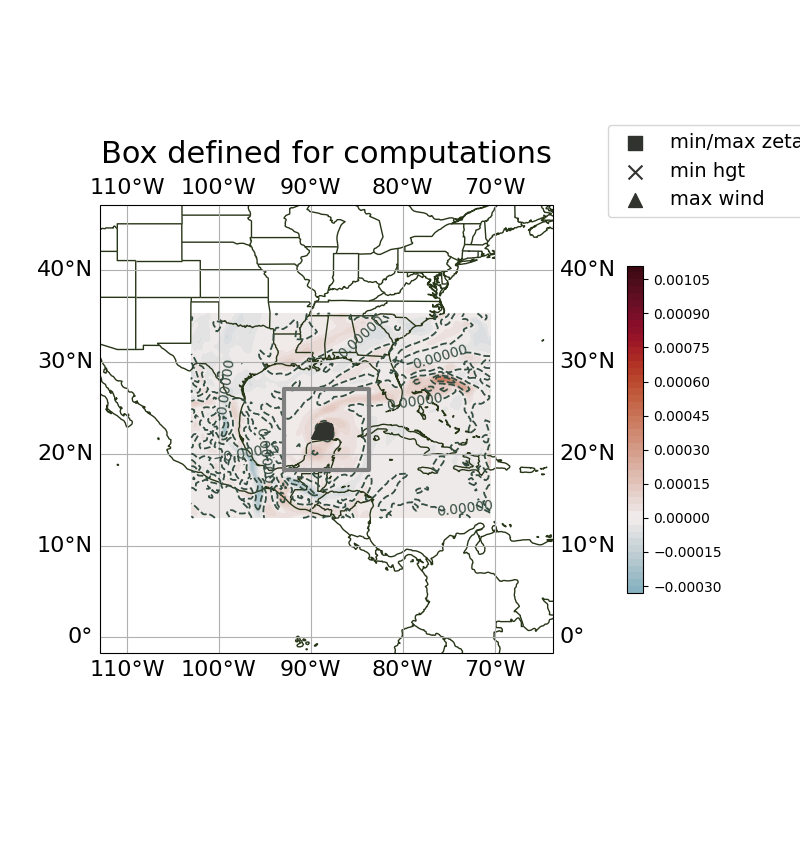 Box defined for computations
110°W 100°W 90°W 80°W 70°W
min/max zeta
min hgt
max wind
40°N 40°N
30°N 30°N
20°N 20°N
10°N 10°N
0° 0°
110°W 100°W 90°W 80°W 70°W
0.00000
0.00000
0.00000
0.00000
0.00000
0.00105
0.00090
0.00075
0.00060
0.00045
0.00030
0.00015
0.00000
−0.00015
−0.00030